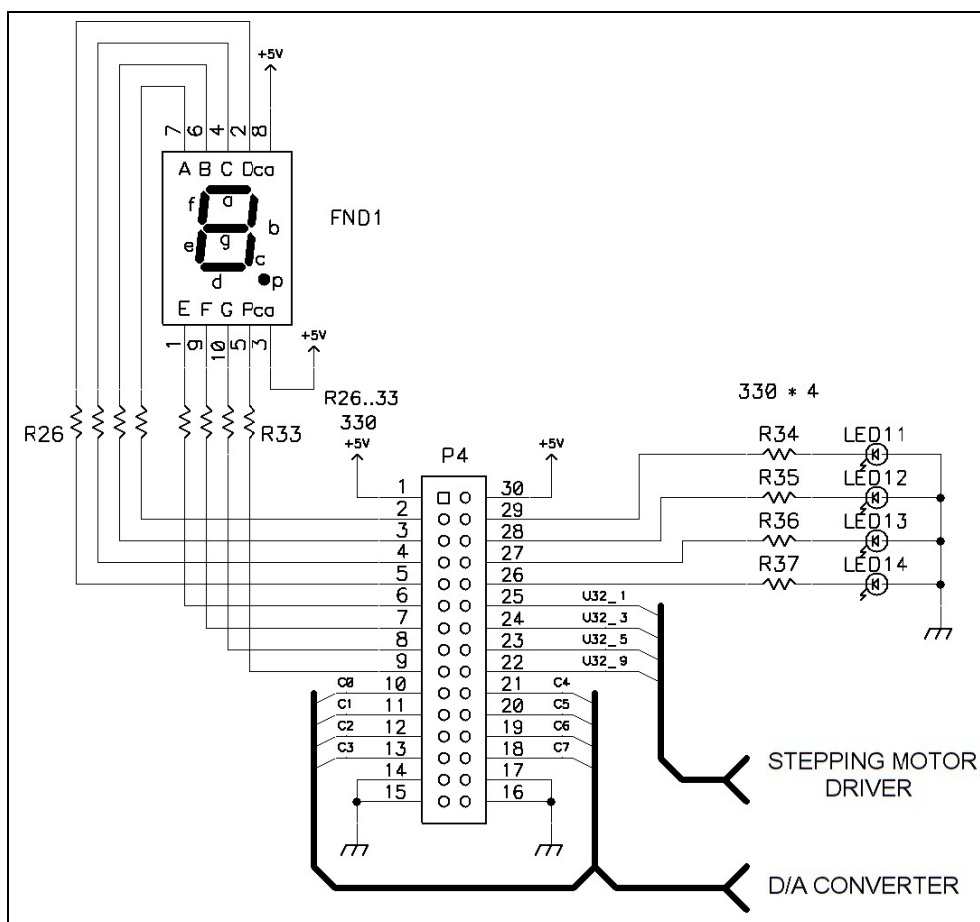 +5V
7 6 4 2 8
A B C D ca
f a b
g
e c
d p
FND1
E F G P ca
1 9 10 5 3
+5V
R26..33
330
R26
R33
+5V
P4
+5V
330 * 4
R34 LED11
R35 LED12
R36 LED13
R37 LED14
1 30
2 29
3 28
4 27
5 26
6 25 U32_1
7 24 U32_3
8 23 U32_5
9 22 U32_9
C0 10 21 C4
C1 11 20 C5
C2 12 19 C6
C3 13 18 C7
14 17
15 16
STEPPING MOTOR
DRIVER
D/A CONVERTER